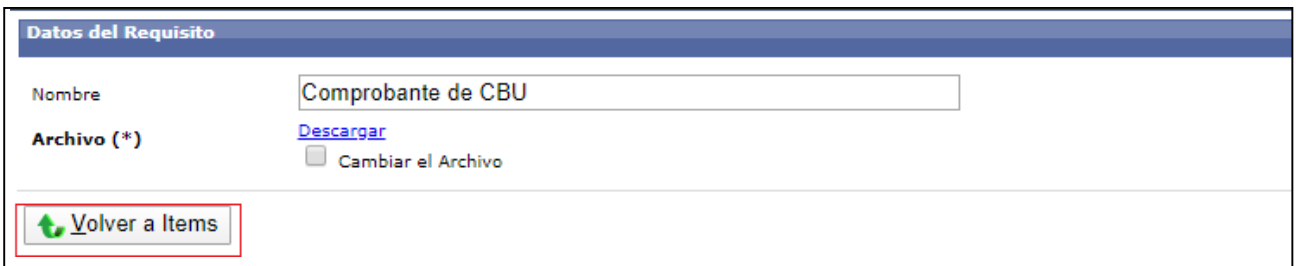 Datos del Requisito
Nombre Comprobante de CBU
Archivo (*) Descargar
Cambiar el Archivo
Volver a Items